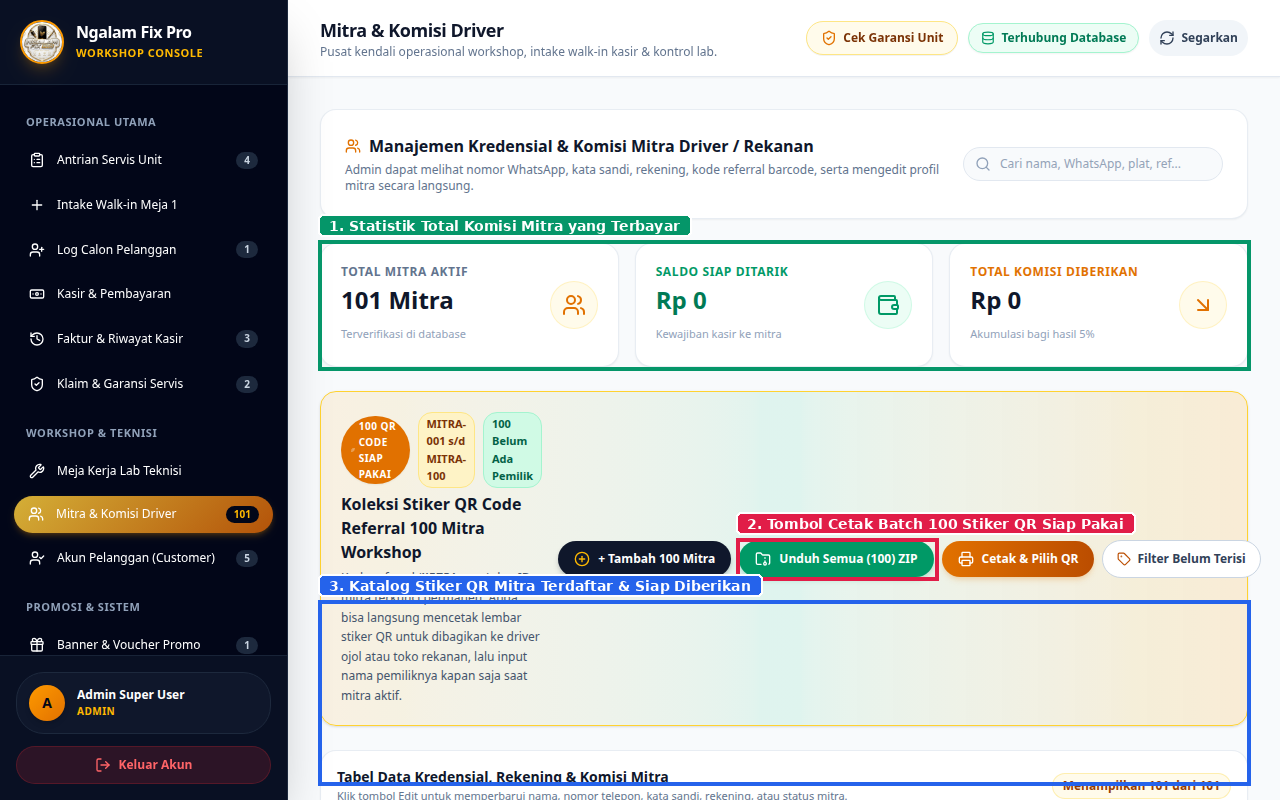 Ngalam Fix Pro
WORKSHOP CONSOLE
OPERASIONAL UTAMA
Antrian Servis Unit 4
Intake Walk-in Meja 1
Log Calon Pelanggan 1
Kasir & Pembayaran
Faktur & Riwayat Kasir 3
Klaim & Garansi Servis 2
WORKSHOP & TEKNISI
Meja Kerja Lab Teknisi
Mitra & Komisi Driver 101
Akun Pelanggan (Customer) 5
PROMOSI & SISTEM
Banner & Voucher Promo 1
A
Admin Super User
ADMIN
Keluar Akun
Mitra & Komisi Driver
Pusat kendali operasional workshop, intake walk-in kasir & kontrol lab.
Cek Garansi Unit
Terhubung Database
Segarkan
Manajemen Kredensial & Komisi Mitra Driver / Rekanan
Admin dapat melihat nomor WhatsApp, kata sandi, rekening, kode referral barcode, serta mengedit profil
mitra secara langsung.
Cari nama, WhatsApp, plat, ref...
1. Statistik Total Komisi Mitra yang Terbayar
TOTAL MITRA AKTIF
101 Mitra
Terverifikasi di database
SALDO SIAP DITARIK
Rp 0
Kewajiban kasir ke mitra
TOTAL KOMISI DIBERIKAN
Rp 0
Akumulasi bagi hasil 5%
100 QR
CODE
SIAP
PAKAI
MITRA-
001 s/d
MITRA-
100
100
Belum
Ada
Pemilik
Koleksi Stiker QR Code
Referral 100 Mitra
Workshop
2. Tombol Cetak Batch 100 Stiker QR Siap Pakai
+ Tambah 100 Mitra
Unduh Semua (100) ZIP
Cetak & Pilih QR
Filter Belum Terisi
3. Katalog Stiker QR Mitra Terdaftar & Siap Diberikan
mitra terkunci permanen. Anda
bisa langsung mencetak lembar
stiker QR untuk dibagikan ke driver
ojol atau toko rekanan, lalu input
nama pemiliknya kapan saja saat
mitra aktif.
Tabel Data Kredensial, Rekening & Komisi Mitra
Klik tombol Edit untuk memperbarui nama, nomor telepon, kata sandi, rekening, atau status mitra.
Menampilkan 101 dari 101